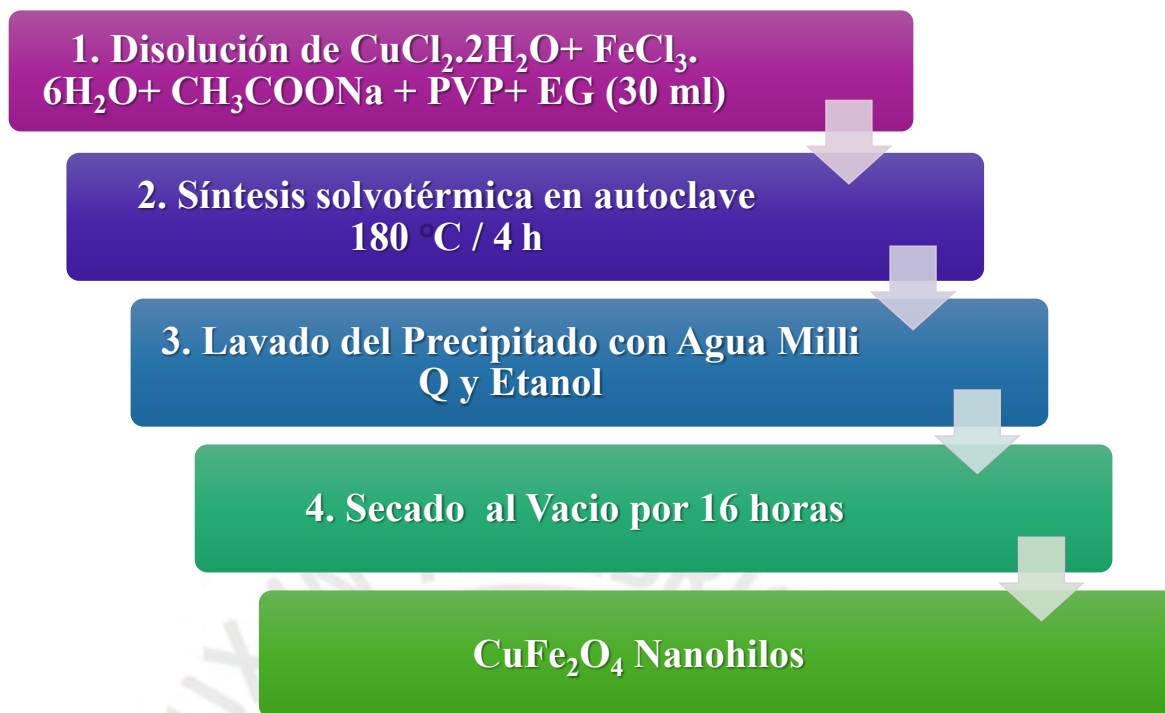 1. Disolución de CuCl₂.2H₂O+ FeCl₃.
6H₂O+ CH₃COONa + PVP+ EG (30 ml)
2. Síntesis solvotérmica en autoclave
180 °C / 4 h
3. Lavado del Precipitado con Agua Milli
Q y Etanol
4. Secado al Vacio por 16 horas
CuFe₂O₄ Nanohilos